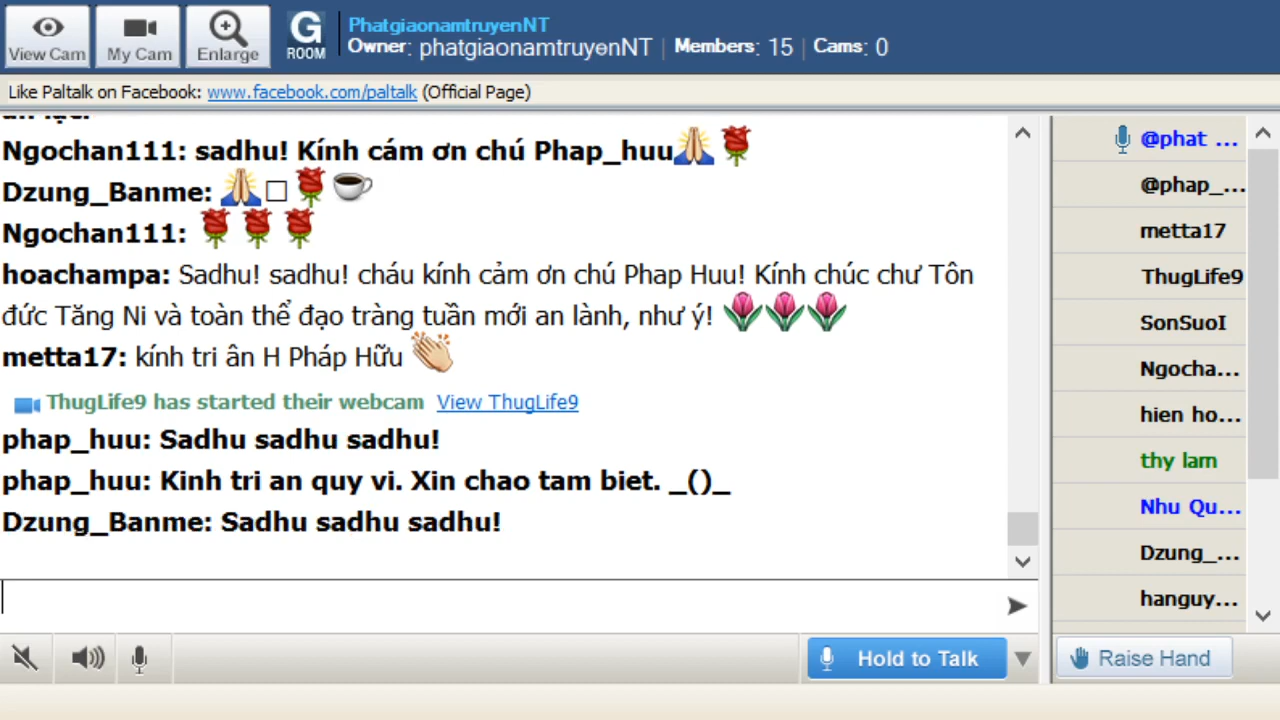 View Cam
My Cam
Enlarge
G
ROOM
PhatgiaonamtruyenNT
Owner: phatgiaonamtruyenNT | Members: 15 | Cams: 0
Like Paltalk on Facebook: www.facebook.com/paltalk (Official Page)
Ngochan111: sadhu! Kính cám ơn chú Phap_huu🙏🌹
Dzung_Banme: 🙏□🌹☕
Ngochan111: 🌹🌹🌹
hoachampa: Sadhu! sadhu! cháu kính cảm ơn chú Phap Huu! Kính chúc chư Tôn
đức Tăng Ni và toàn thể đạo tràng tuần mới an lành, như ý! 🌷🌷🌷
metta17: kính tri ân H Pháp Hữu 👏
ThugLife9 has started their webcam View ThugLife9
phap_huu: Sadhu sadhu sadhu!
phap_huu: Kinh tri an quy vi. Xin chao tam biet. _()_
Dzung_Banme: Sadhu sadhu sadhu!
Hold to Talk
@phat ...
@phap_...
metta17
ThugLife9
SonSuoI
Ngocha...
hien ho...
thy lam
Nhu Qu...
Dzung_...
hanguy...
Raise Hand